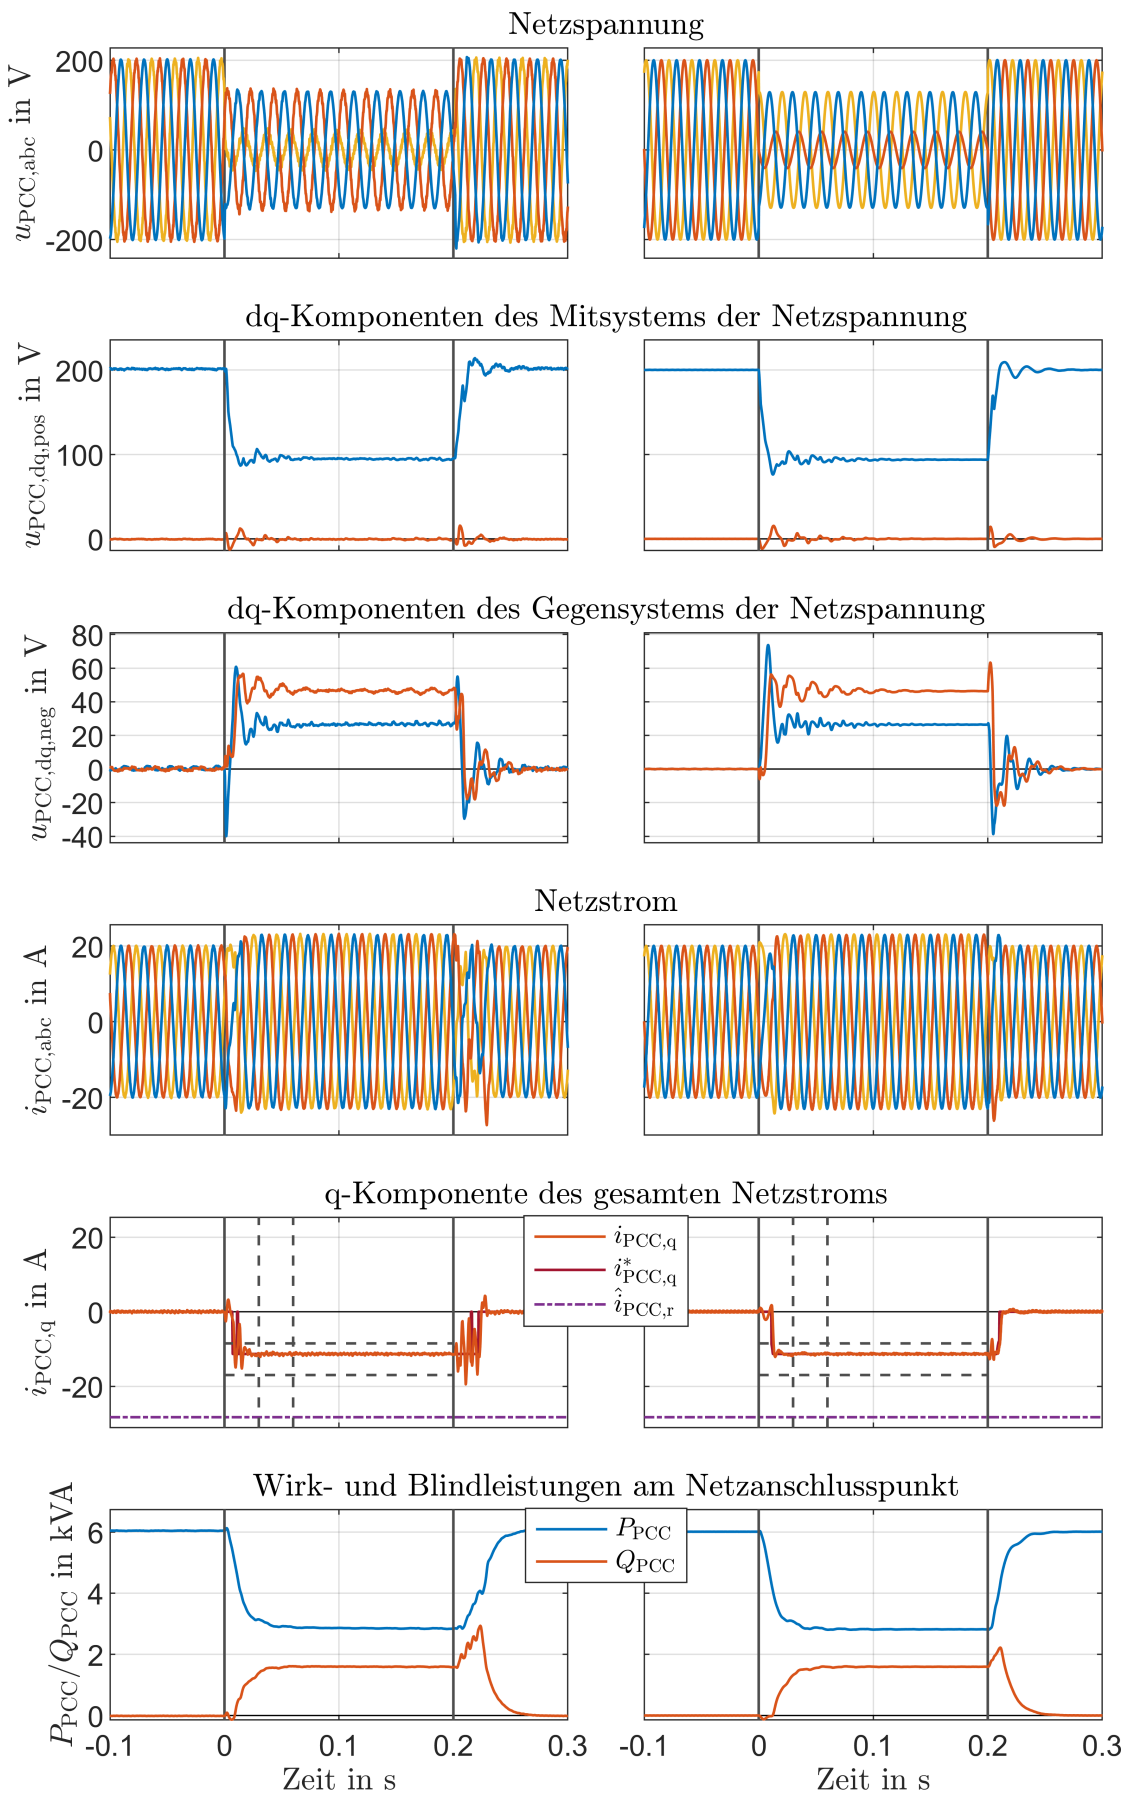 Netzspannung
u_PCC,abc in V
200
0
-200
dq-Komponenten des Mitsystems der Netzspannung
u_PCC,dq,pos in V
200
100
0
dq-Komponenten des Gegensystems der Netzspannung
u_PCC,dq,neg in V
80
60
40
20
0
-20
-40
Netzstrom
i_PCC,abc in A
20
0
-20
q-Komponente des gesamten Netzstroms
i_PCC,q in A
20
0
-20
i_PCC,q
i*_PCC,q
î_PCC,r
Wirk- und Blindleistungen am Netzanschlusspunkt
P_PCC/Q_PCC in kVA
6
4
2
0
P_PCC
Q_PCC
-0.1 0 0.1 0.2 0.3 -0.1 0 0.1 0.2 0.3
Zeit in s Zeit in s